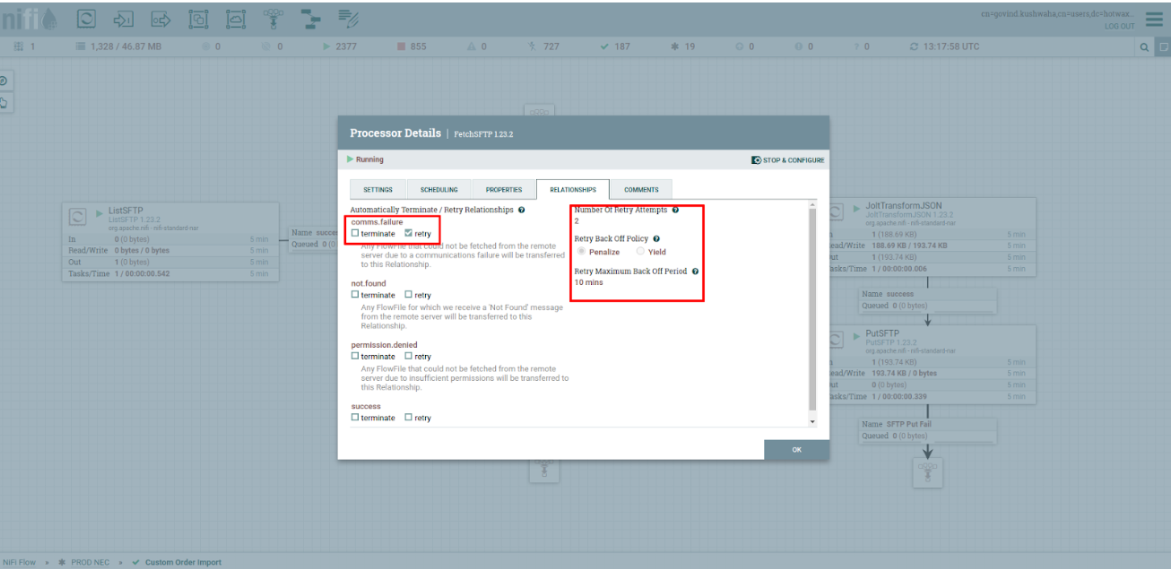 nifi
cn=govind.kushwaha,cn=users,dc=hotwax...
LOG OUT
1 1,328 / 46.87 MB 0 0 2377 855 0 727 187 19 0 0 0 13:17:58 UTC
Processor Details | FetchSFTP 1.23.2
Running
STOP & CONFIGURE
SETTINGS SCHEDULING PROPERTIES RELATIONSHIPS COMMENTS
Automatically Terminate / Retry Relationships
comms.failure
terminate retry
Any FlowFile that could not be fetched from the remote
server due to a communications failure will be transferred
to this Relationship.
not.found
terminate retry
Any FlowFile for which we receive a 'Not Found' message
from the remote server will be transferred to this
Relationship.
permission.denied
terminate retry
Any FlowFile that could not be fetched from the remote
server due to insufficient permissions will be transferred to
this Relationship.
success
terminate retry
Number Of Retry Attempts
2
Retry Back Off Policy
Penalize Yield
Retry Maximum Back Off Period
10 mins
OK
ListSFTP
ListSFTP 1.23.2
org.apache.nifi - nifi-standard-nar
In 0 (0 bytes) 5 min
Read/Write 0 bytes / 0 bytes 5 min
Out 1 (0 bytes) 5 min
Tasks/Time 1 / 00:00:00.542 5 min
Name
Queued 0
JoltTransformJSON
JoltTransformJSON 1.23.2
org.apache.nifi - nifi-standard-nar
1 (188.69 KB) 5 min
188.69 KB / 193.74 KB 5 min
1 (193.74 KB) 5 min
1 / 00:00:00.006 5 min
Name success
Queued 0 (0 bytes)
PutSFTP
PutSFTP 1.23.2
org.apache.nifi - nifi-standard-nar
1 (193.74 KB) 5 min
193.74 KB / 0 bytes 5 min
0 (0 bytes) 5 min
1 / 00:00:00.339 5 min
Name SFTP Put Fail
Queued 0 (0 bytes)
NiFi Flow » PROD NEC » Custom Order Import